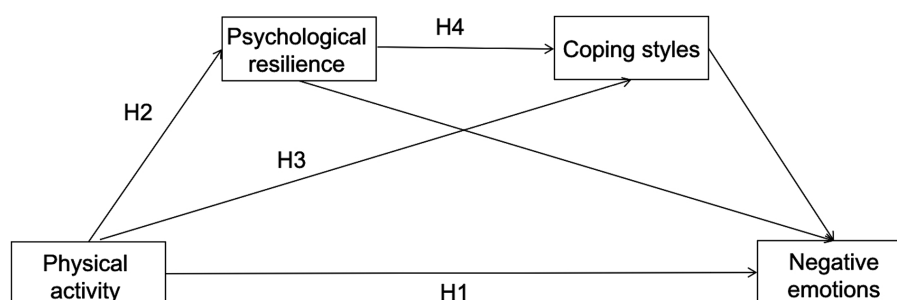 Psychological
resilience
H4
Coping styles
H2
H3
Physical
activity
H1
Negative
emotions